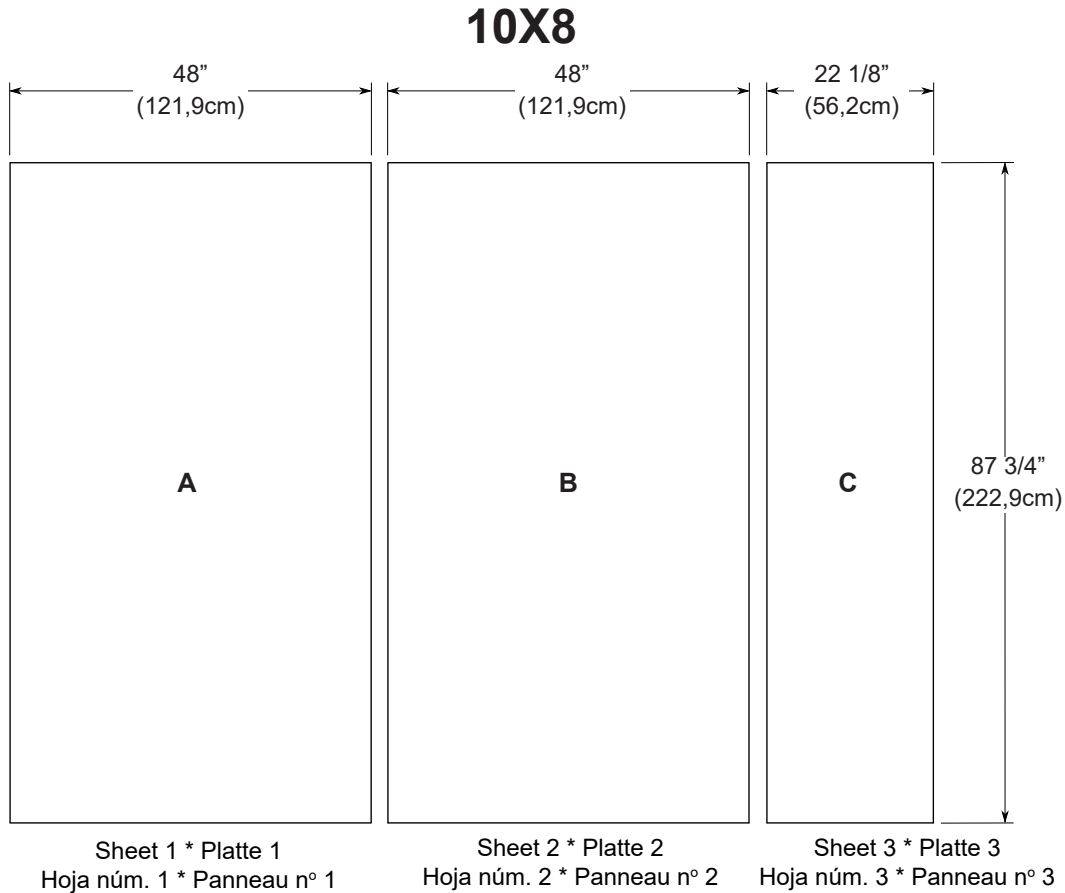 10X8
48”
(121,9cm)
48”
(121,9cm)
22 1/8”
(56,2cm)
A
B
C
87 3/4”
(222,9cm)
Sheet 1 * Platte 1
Hoja núm. 1 * Panneau nº 1
Sheet 2 * Platte 2
Hoja núm. 2 * Panneau nº 2
Sheet 3 * Platte 3
Hoja núm. 3 * Panneau nº 3